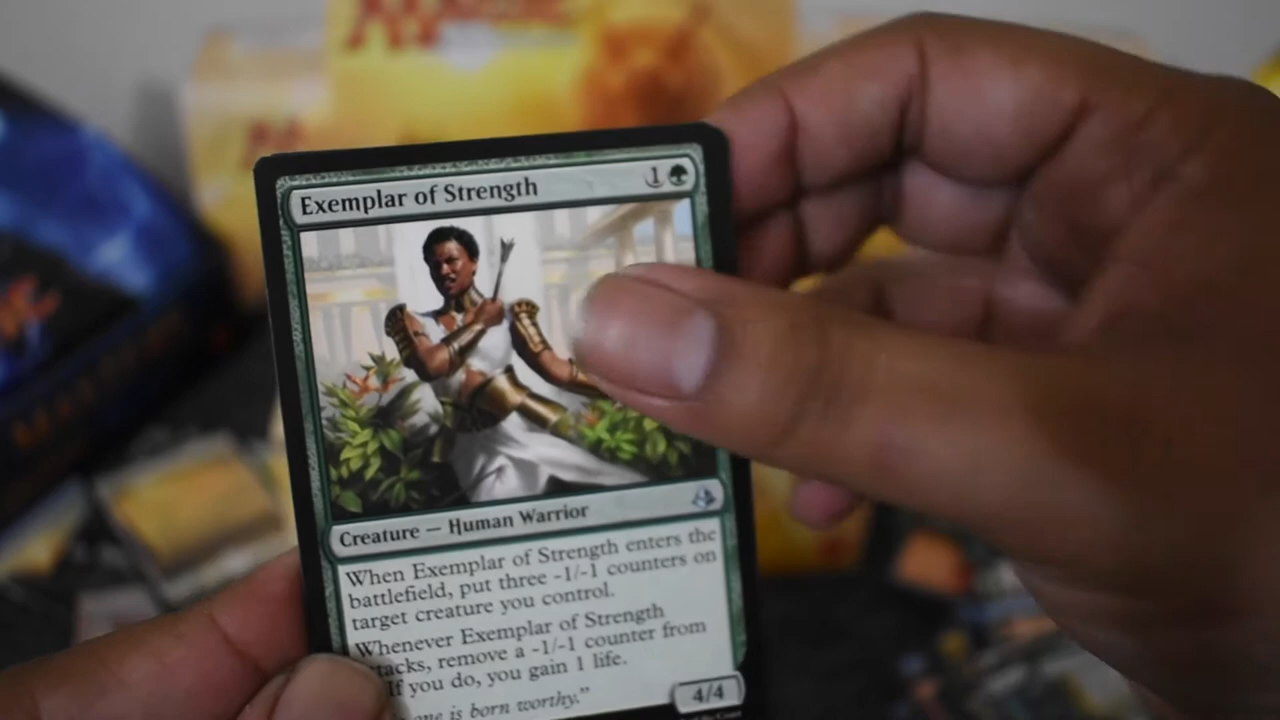 Exemplar of Strength 1
Creature — Human Warrior
When Exemplar of Strength enters the
battlefield, put three -1/-1 counters on
target creature you control.
Whenever Exemplar of Strength
tacks, remove a -1/-1 counter from
If you do, you gain 1 life.
one is born worthy.”
4/4